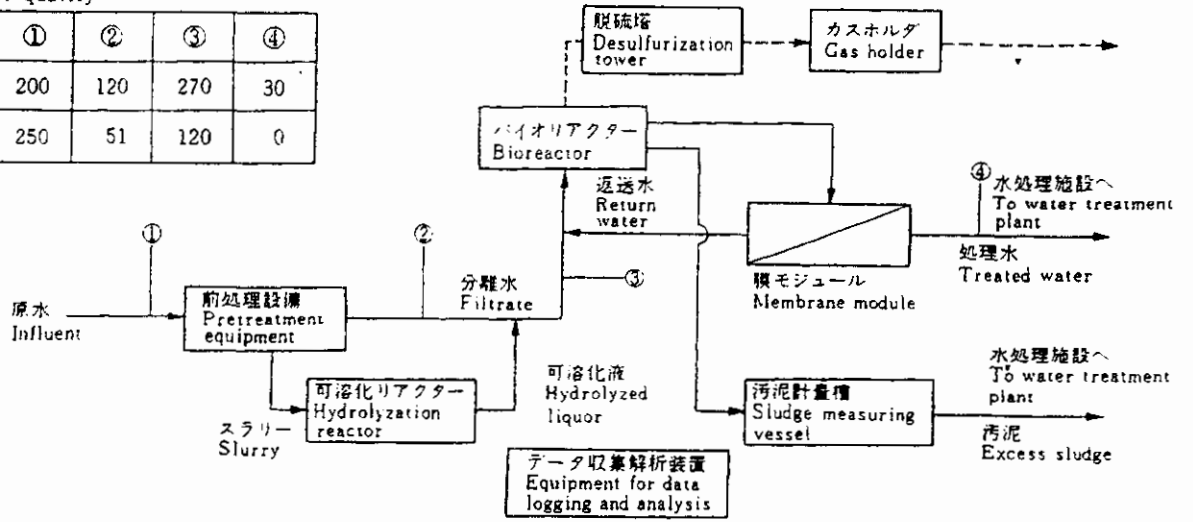 quality
① ② ③ ④
200 120 270 30
250 51 120 0
脱硫塔
Desulfurization
tower
カスホルダ
Gas holder
バイオリアクター
Bioreactor
返送水
Return
water
④
水処理施設へ
To water treatment
plant
処理水
Treated water
膜モジュール
Membrane module
①
②
③
分離水
Filtrate
原水
Influent
前処理設備
Pretreatment
equipment
可溶化リアクター
Hydrolyzation
reactor
スラリー
Slurry
可溶化液
Hydrolyzed
liquor
汚泥計量槽
Sludge measuring
vessel
水処理施設へ
To water treatment
plant
汚泥
Excess sludge
データ収集解析装置
Equipment for data
logging and analysis